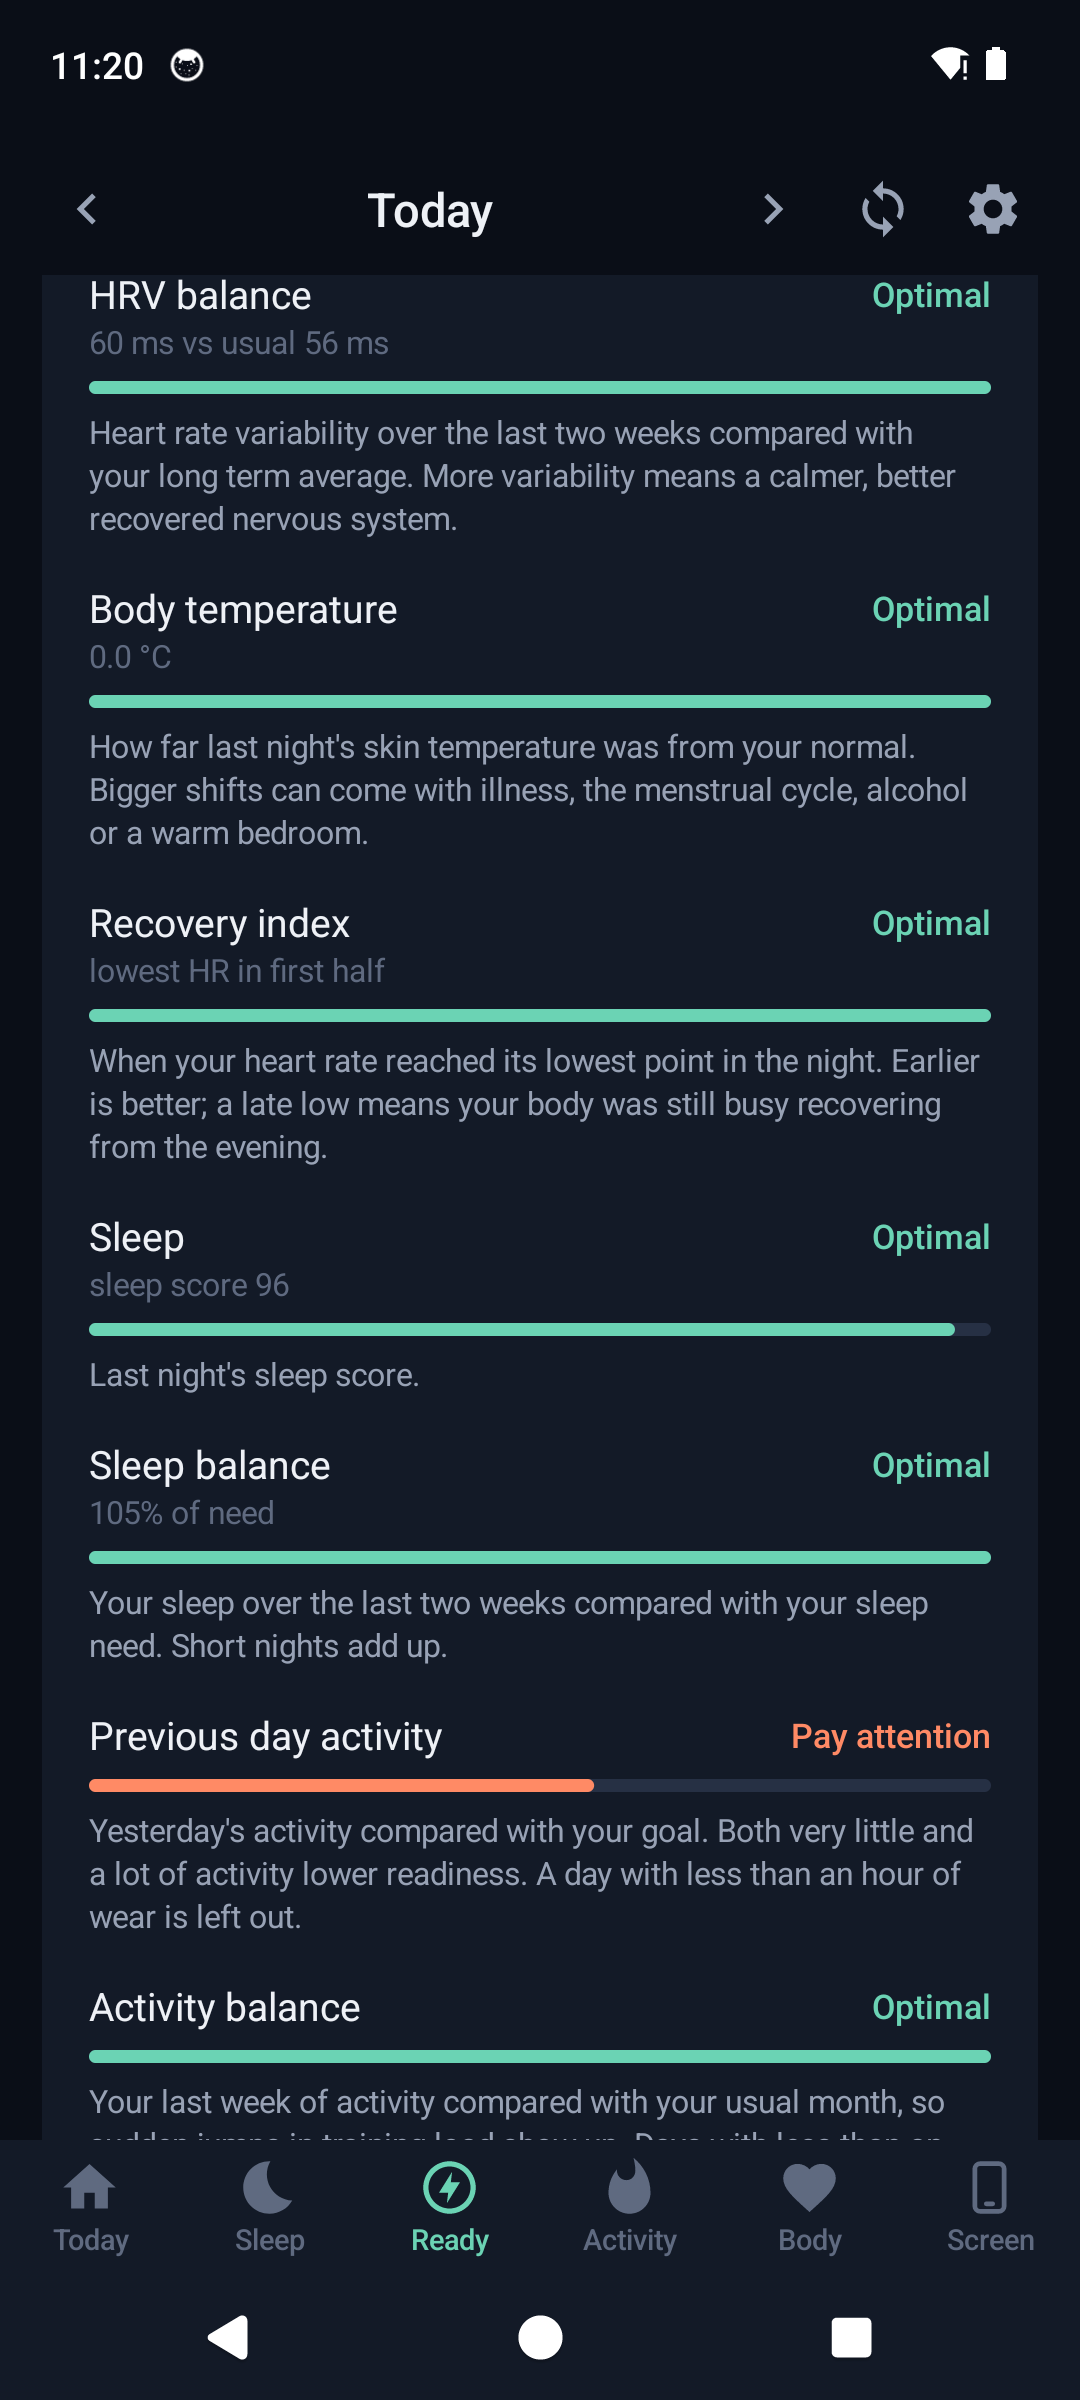 11:20
Today
HRV balance
Optimal
60 ms vs usual 56 ms
Heart rate variability over the last two weeks compared with
your long term average. More variability means a calmer, better
recovered nervous system.
Body temperature
Optimal
0.0 °C
How far last night's skin temperature was from your normal.
Bigger shifts can come with illness, the menstrual cycle, alcohol
or a warm bedroom.
Recovery index
Optimal
lowest HR in first half
When your heart rate reached its lowest point in the night. Earlier
is better; a late low means your body was still busy recovering
from the evening.
Sleep
Optimal
sleep score 96
Last night's sleep score.
Sleep balance
Optimal
105% of need
Your sleep over the last two weeks compared with your sleep
need. Short nights add up.
Previous day activity
Pay attention
Yesterday's activity compared with your goal. Both very little and
a lot of activity lower readiness. A day with less than an hour of
wear is left out.
Activity balance
Optimal
Your last week of activity compared with your usual month, so
Today
Sleep
Ready
Activity
Body
Screen